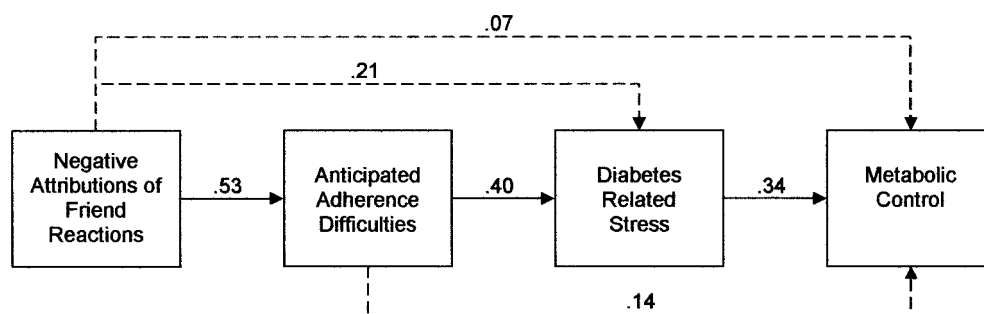 .07
.21
Negative
Attributions of
Friend
Reactions
.53
Anticipated
Adherence
Difficulties
.40
Diabetes
Related
Stress
.34
Metabolic
Control
.14